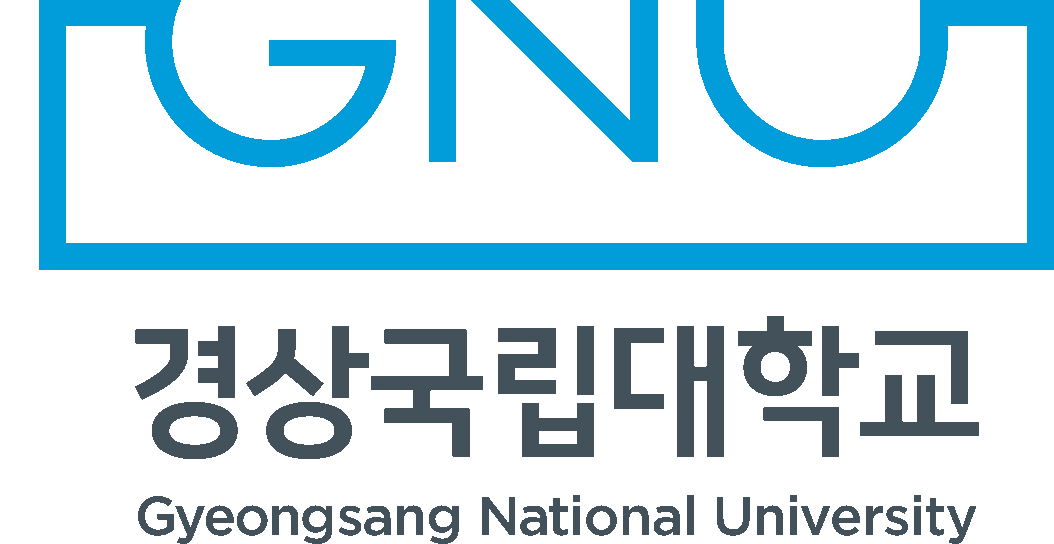 GNU
경상국립대학교
Gyeongsang National University